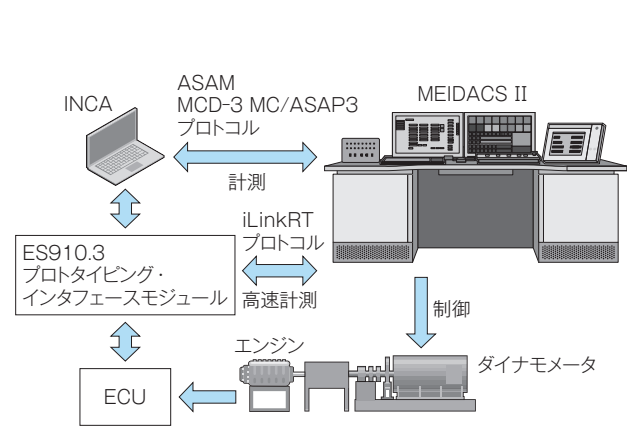 ASAM
MCD-3 MC/ASAP3
プロトコル
INCA
MEIDACS II
計測
iLinkRT
プロトコル
ES910.3
プロトタイピング・
インタフェースモジュール
高速計測
制御
エンジン
ダイナモメータ
ECU